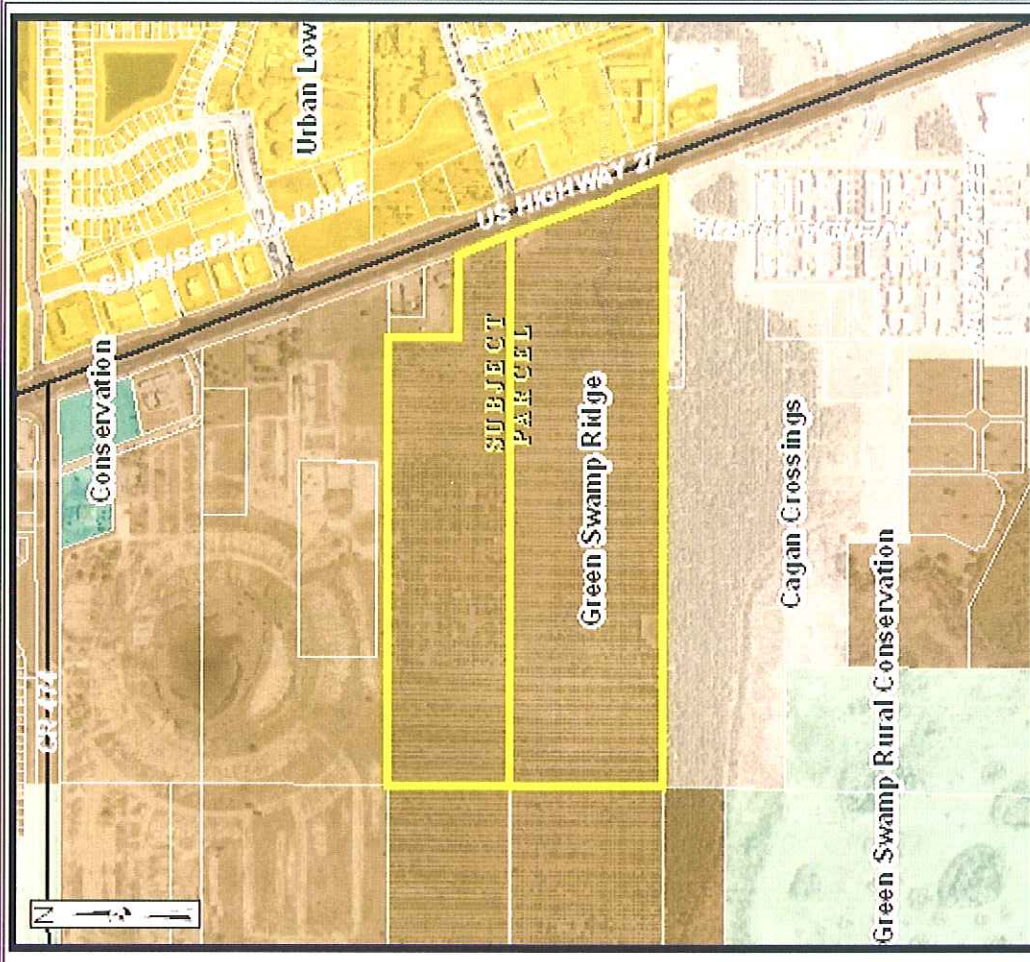 N
CR 474
Conservation
Urban Low
SUNRISE PLAZA DRIVE
US HIGHWAY 27
SUBJECT
PARCEL
Green Swamp Ridge
Cagan Crossings
Green Swamp Rural Conservation